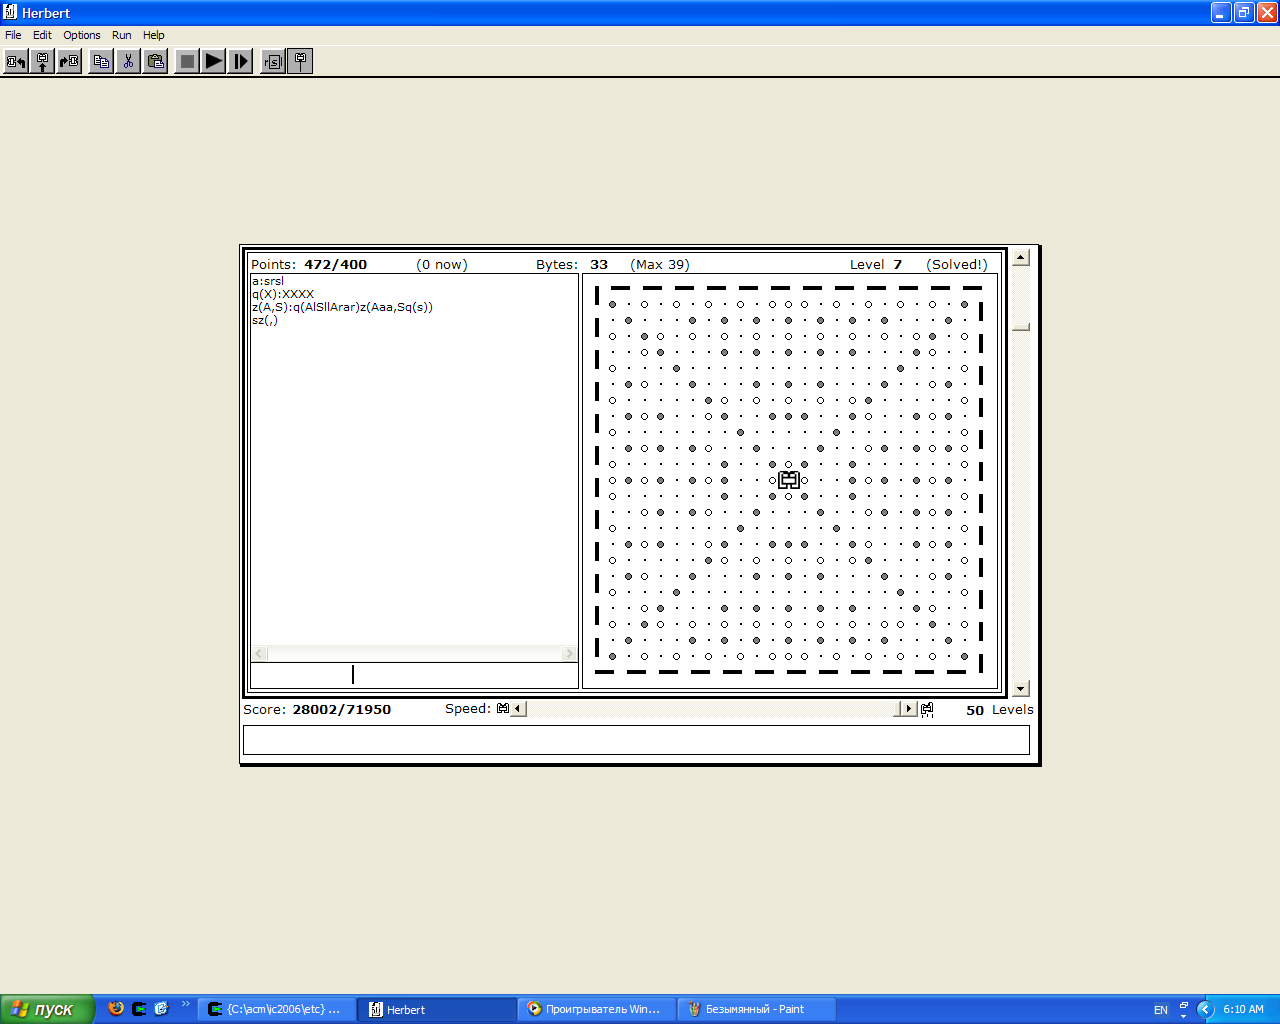 Herbert
File Edit Options Run Help
rsl
Points: 472/400 (0 now) Bytes: 33 (Max 39) Level 7 (Solved!)
a:srsl
q(X):XXXX
z(A,S):q(AlSllArar)z(Aaa,Sq(s))
sz(,)
Score: 28002/71950 Speed: 50 Levels
пуск {C:\acm\ic2006\etc} ... Herbert Проигрыватель Win... Безымянный - Paint EN 6:10 AM